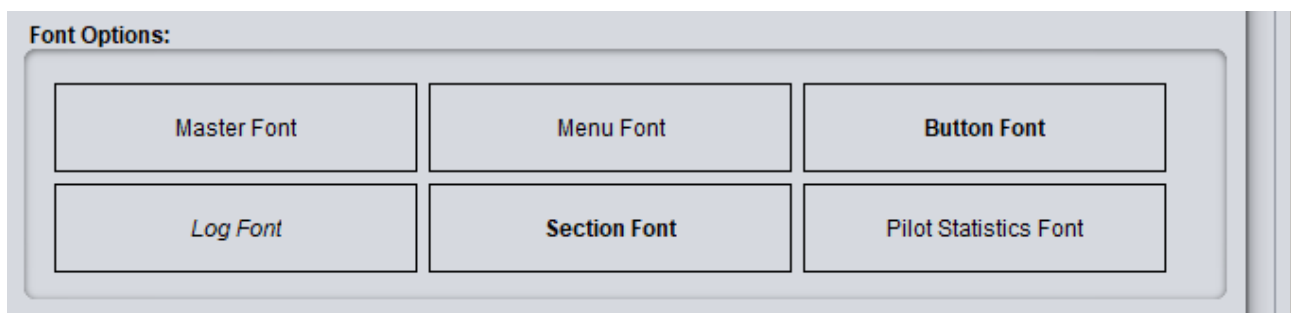 Font Options:
Master Font
Menu Font
Button Font
Log Font
Section Font
Pilot Statistics Font